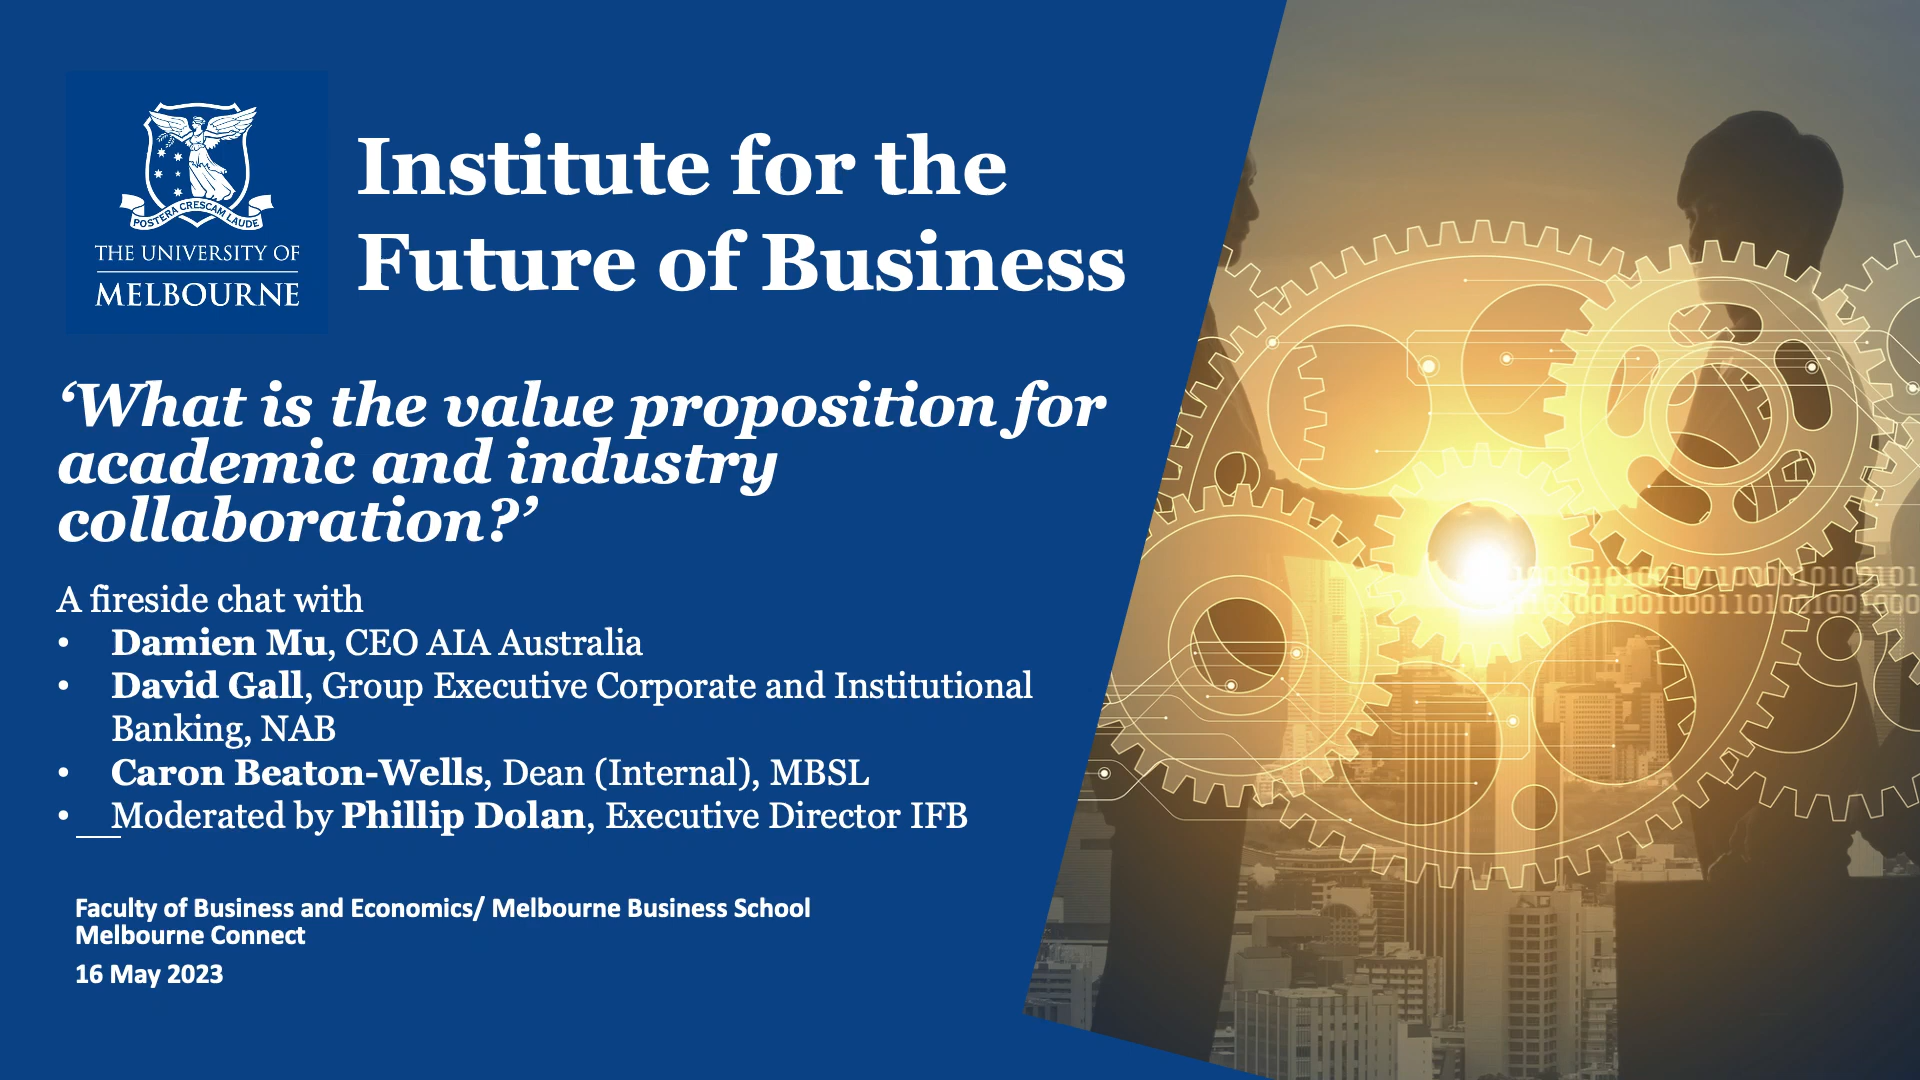 POSTERA CRESCAM LAUDE
THE UNIVERSITY OF
MELBOURNE
Institute for the
Future of Business
‘What is the value proposition for
academic and industry
collaboration?’
A fireside chat with
• Damien Mu, CEO AIA Australia
• David Gall, Group Executive Corporate and Institutional
Banking, NAB
• Caron Beaton-Wells, Dean (Internal), MBSL
• Moderated by Phillip Dolan, Executive Director IFB
Faculty of Business and Economics/ Melbourne Business School
Melbourne Connect
16 May 2023